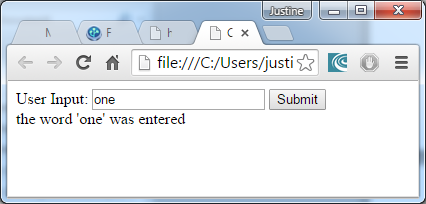 Justine
M
F
H
C
file:///C:/Users/justi
User Input: one Submit
the word 'one' was entered